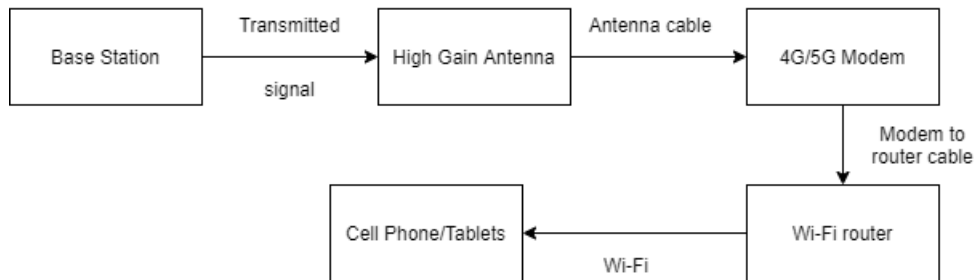 Base Station
Transmitted
signal
High Gain Antenna
Antenna cable
4G/5G Modem
Modem to
router cable
Wi-Fi router
Wi-Fi
Cell Phone/Tablets